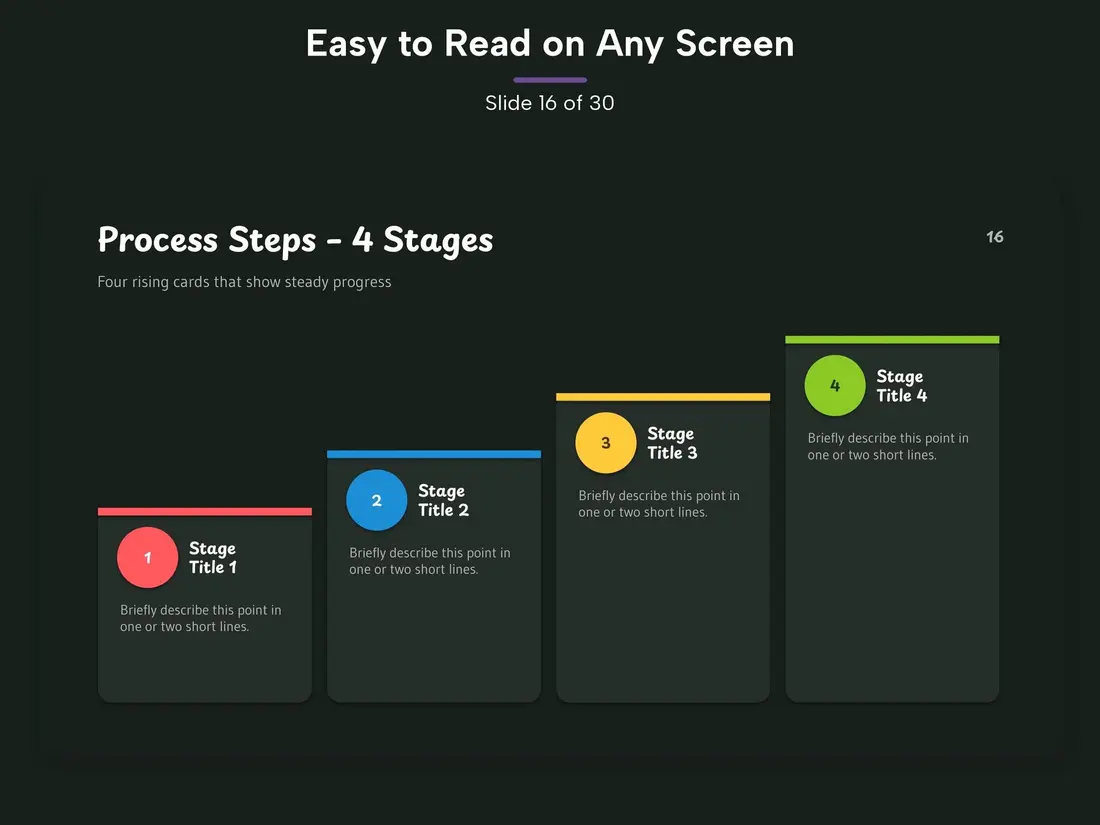 Easy to Read on Any Screen
Slide 16 of 30
Process Steps - 4 Stages
16
Four rising cards that show steady progress
1
Stage
Title 1
Briefly describe this point in
one or two short lines.
2
Stage
Title 2
Briefly describe this point in
one or two short lines.
3
Stage
Title 3
Briefly describe this point in
one or two short lines.
4
Stage
Title 4
Briefly describe this point in
one or two short lines.